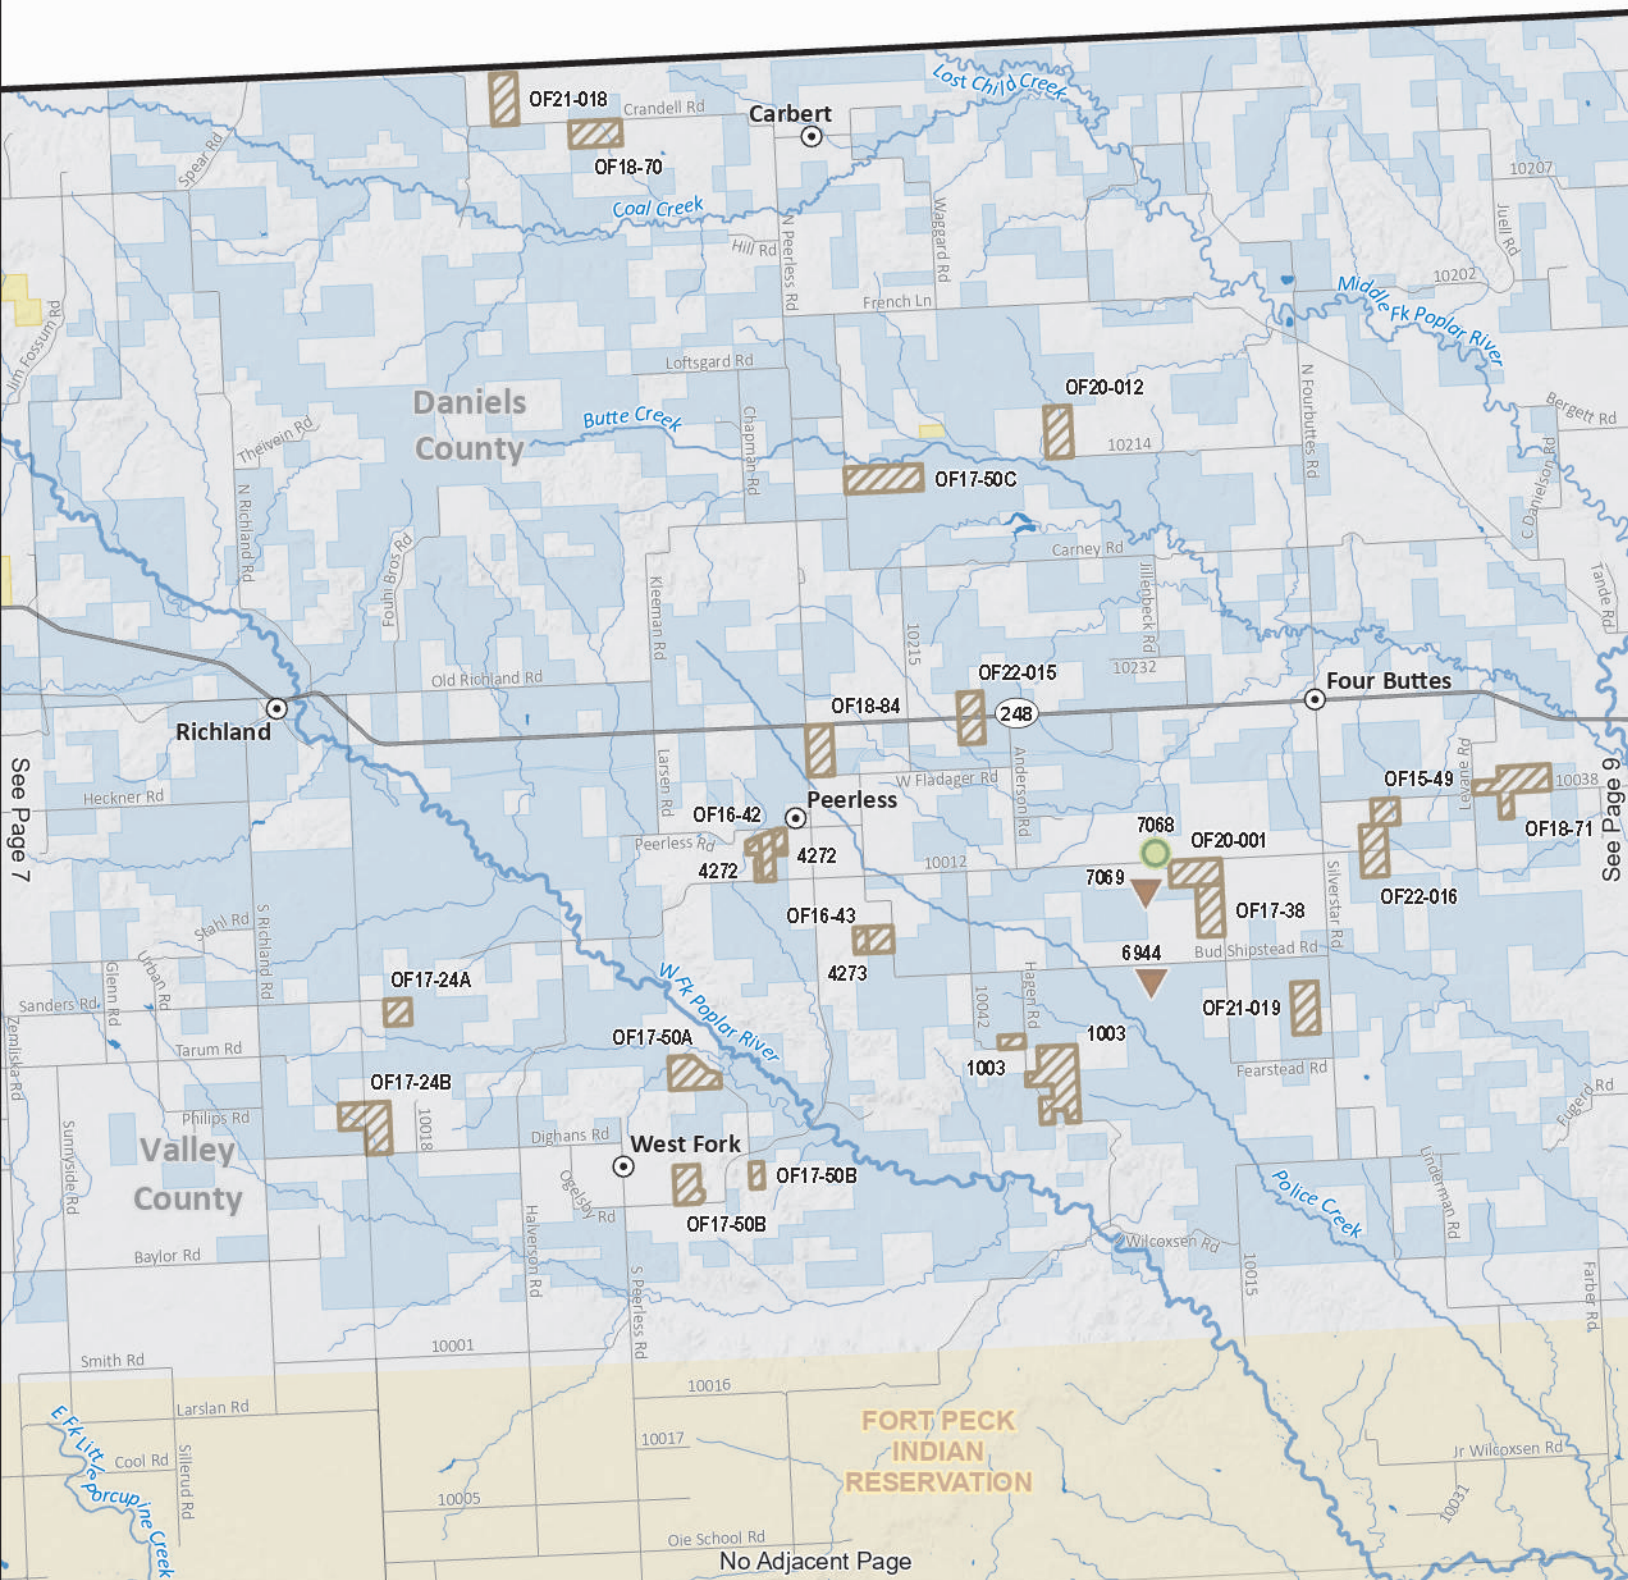 Lost Child Creek
OF21-018
Crandell Rd
Carbert
OF18-70
Spear Rd
10207
Coal Creek
Waggard Rd
Juell Rd
N Peerless Rd
Hill Rd
10202
Middle Fk Poplar River
French Ln
Jim Fossum Rd
Loftsgard Rd
N Fourbuttes Rd
OF20-012
Daniels
County
Butte Creek
Chapman Rd
Bergett Rd
Theivein Rd
10214
C Danielson Rd
OF17-50C
N Richland Rd
Fouhy Bros Rd
Carney Rd
Jillenbeck Rd
Tande Rd
Kleeman Rd
10215
10232
Old Richland Rd
OF22-015
Four Buttes
OF18-84
248
Richland
Larsen Rd
Anderson Rd
Levane Rd
See Page 7
See Page 9
W Fladager Rd
OF15-49
10038
Heckner Rd
Peerless
OF16-42
7068
OF18-71
OF20-001
Peerless Rd
4272
4272
10012
7069
Silverstar Rd
OF22-016
OF16-43
OF17-38
Stahl Rd
S Richland Rd
6944
Bud Shipstead Rd
Urban Rd
Glenn Rd
4273
OF17-24A
W Fk Poplar River
Hagen Rd
10042
Sanders Rd
OF21-019
Zemliska Rd
OF17-50A
1003
Tarum Rd
1003
Fearstead Rd
OF17-24B
Fugerd Rd
Philips Rd
10018
Sunnyside Rd
Dighans Rd
West Fork
Valley
County
Linderman Rd
OF17-50B
Ogelsby Rd
Police Creek
Halverson Rd
OF17-50B
Wilcoxsen Rd
Baylor Rd
10015
S Peerless Rd
Farber Rd
10001
Smith Rd
10016
Larslan Rd
E Fk Little Porcupine Creek
FORT PECK
INDIAN
RESERVATION
10017
Jr Wilcoxsen Rd
Cool Rd
Sillerud Rd
10005
10031
Oie School Rd
No Adjacent Page